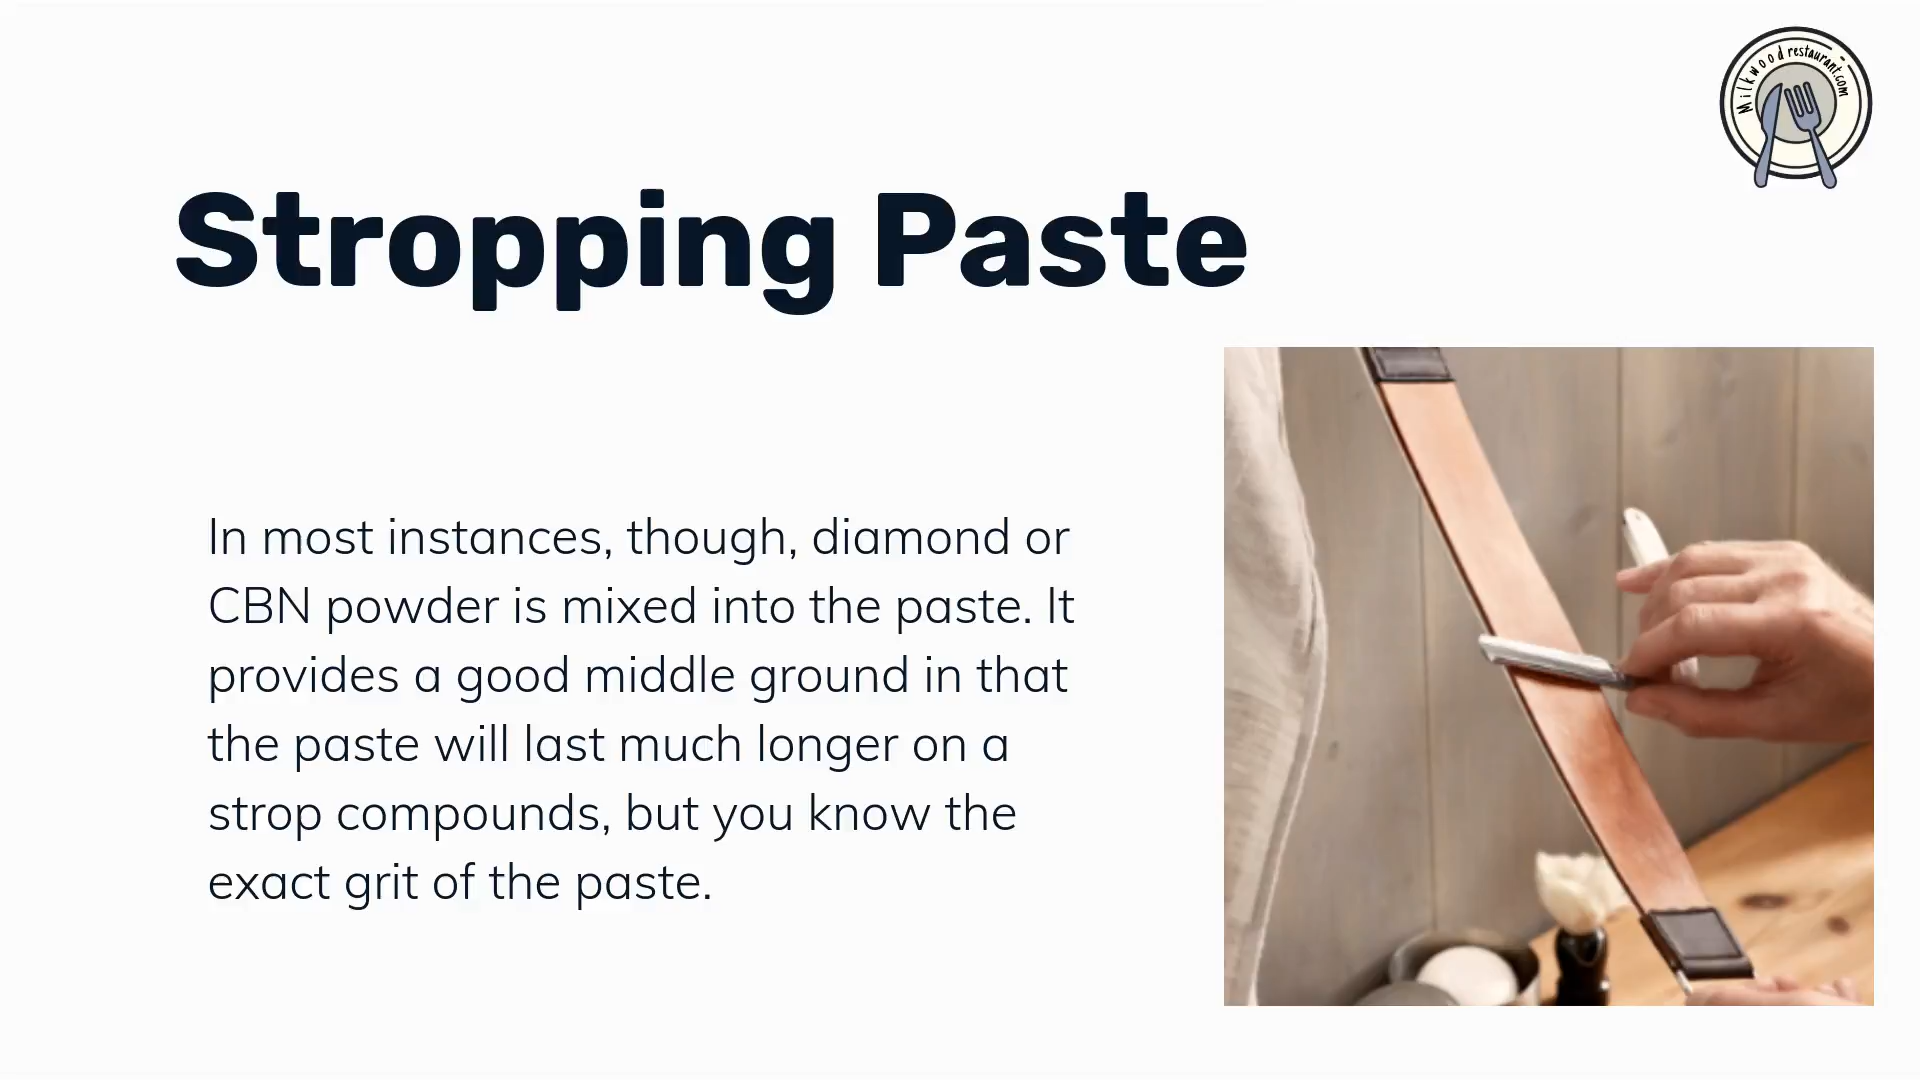 Milkwood restaurant.com
Stropping Paste
In most instances, though, diamond or
CBN powder is mixed into the paste. It
provides a good middle ground in that
the paste will last much longer on a
strop compounds, but you know the
exact grit of the paste.